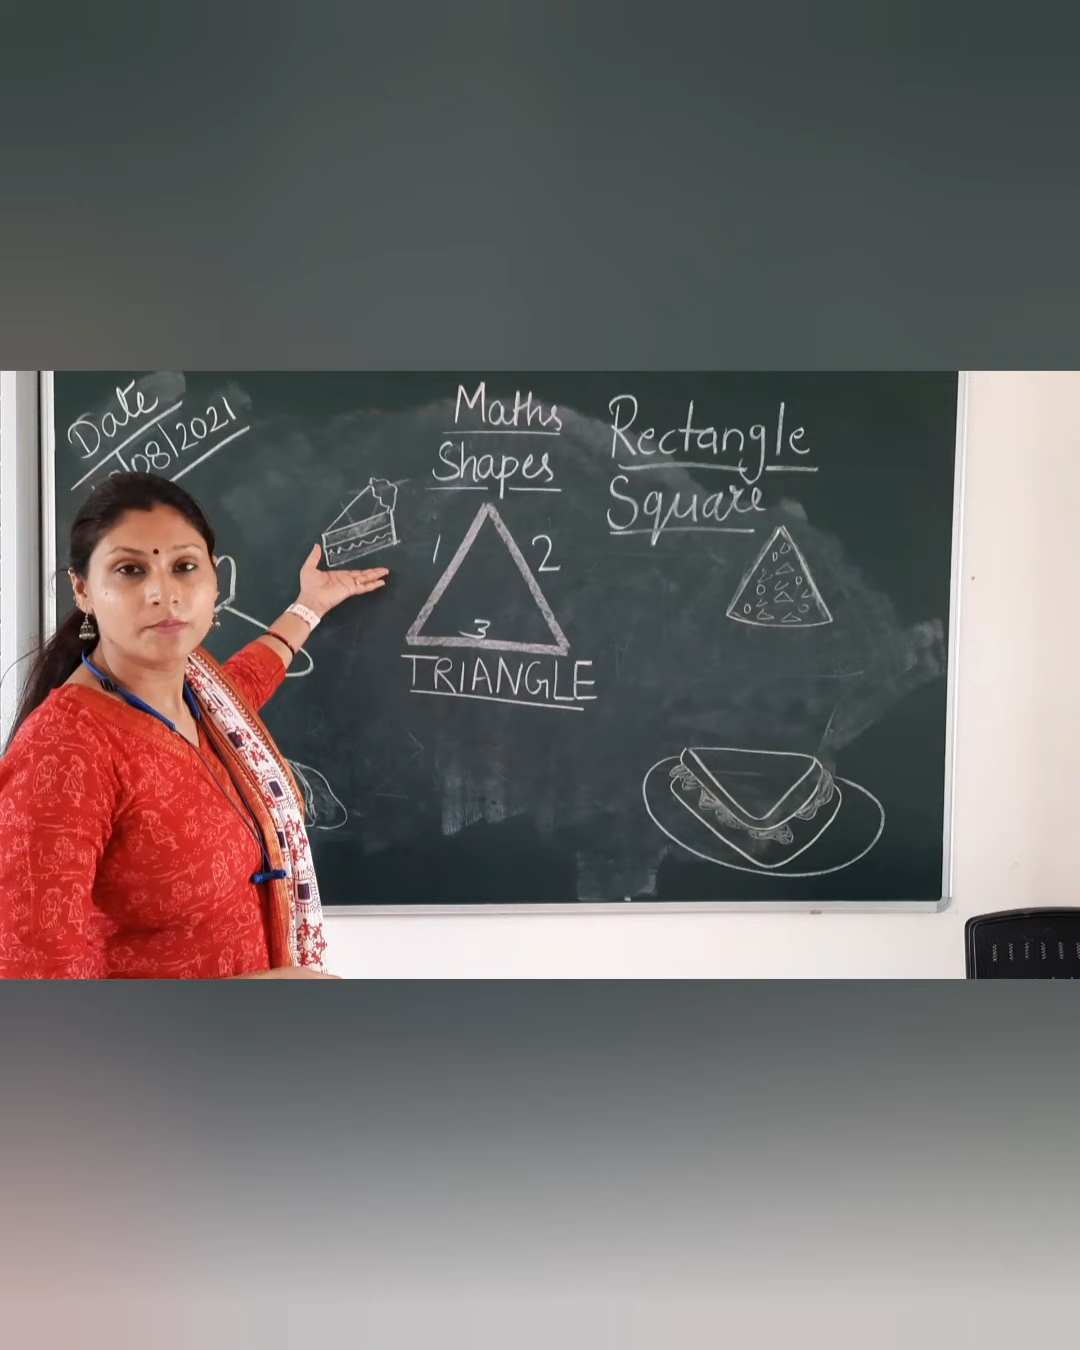 Date
/08/2021
Maths
Shapes
Rectangle
Square
1
2
3
TRIANGLE